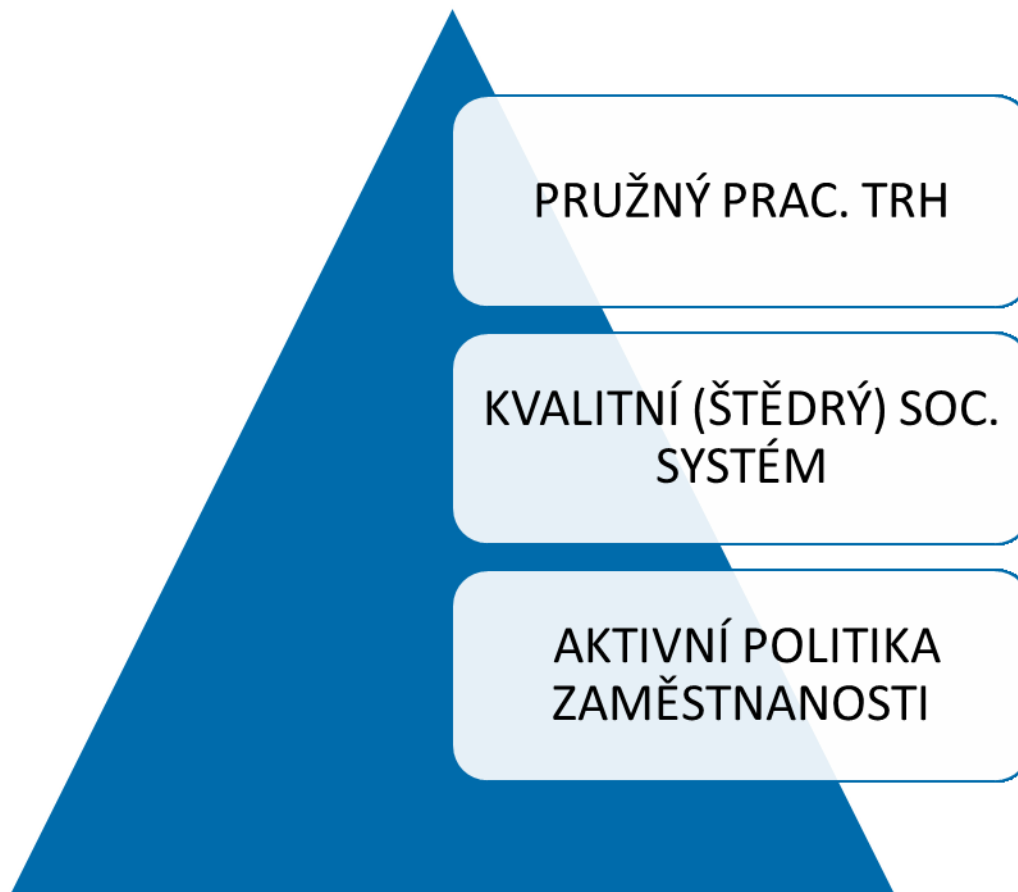 PRUŽNÝ PRAC. TRH
KVALITNÍ (ŠTĚDRÝ) SOC.
SYSTÉM
AKTIVNÍ POLITIKA
ZAMĚSTNANOSTI